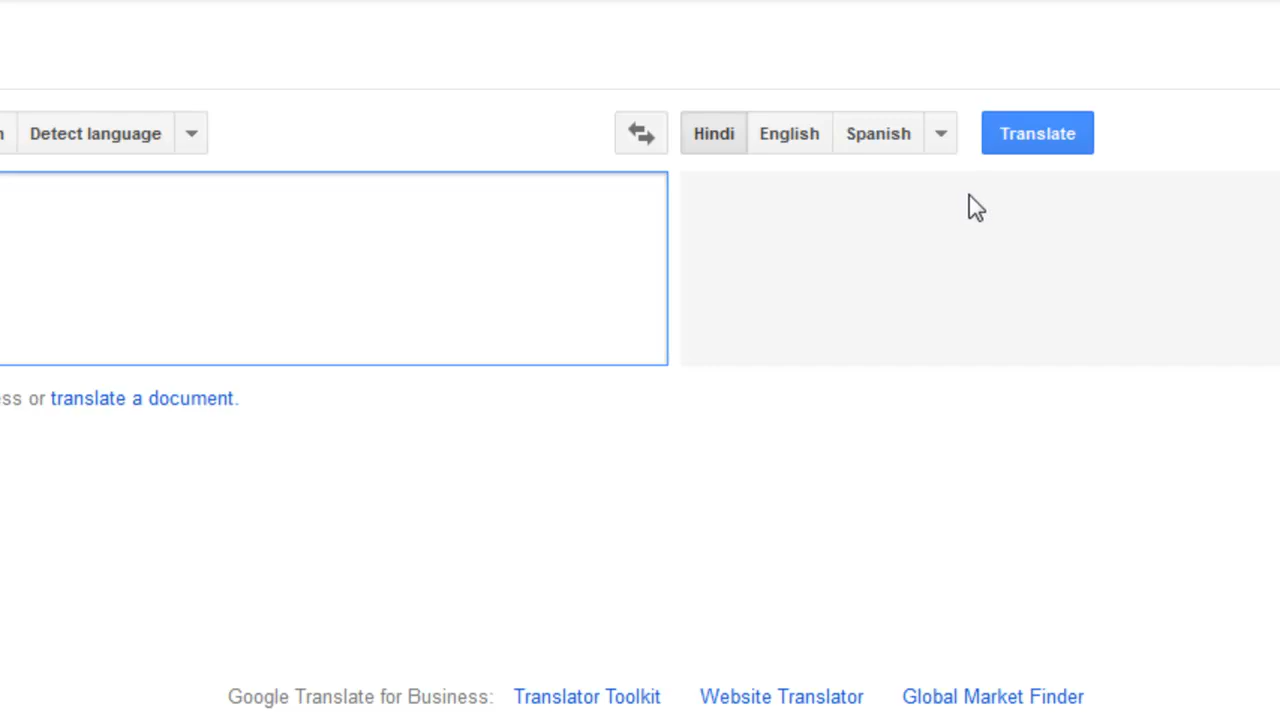 Detect language Hindi English Spanish Translate
ess or translate a document.
Google Translate for Business: Translator Toolkit Website Translator Global Market Finder